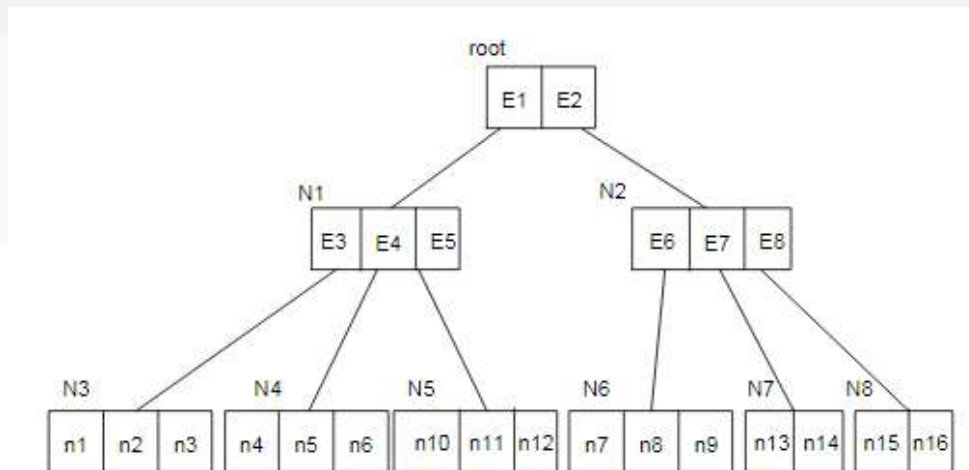 root
E1 E2
N1 N2
E3 E4 E5 E6 E7 E8
N3 N4 N5 N6 N7 N8
n1 n2 n3 n4 n5 n6 n10 n11 n12 n7 n8 n9 n13 n14 n15 n16